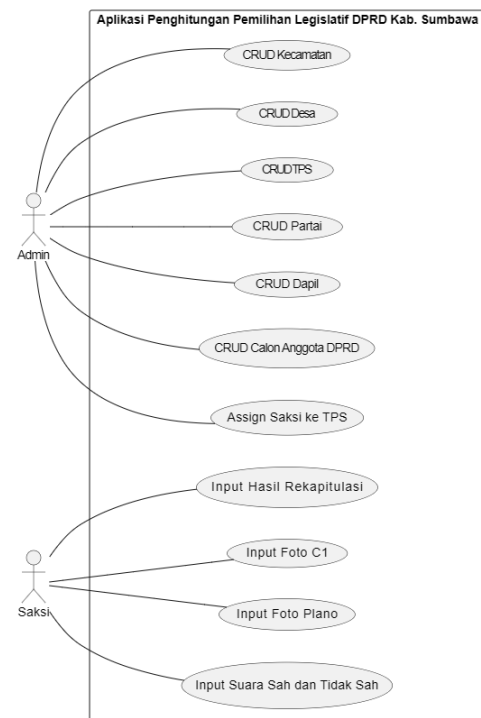 Aplikasi Penghitungan Pemilihan Legislatif DPRD Kab. Sumbawa
CRUD Kecamatan
CRUD Desa
CRUD TPS
CRUD Partai
Admin
CRUD Dapil
CRUD Calon Anggota DPRD
Assign Saksi ke TPS
Input Hasil Rekapitulasi
Input Foto C1
Saksi
Input Foto Plano
Input Suara Sah dan Tidak Sah